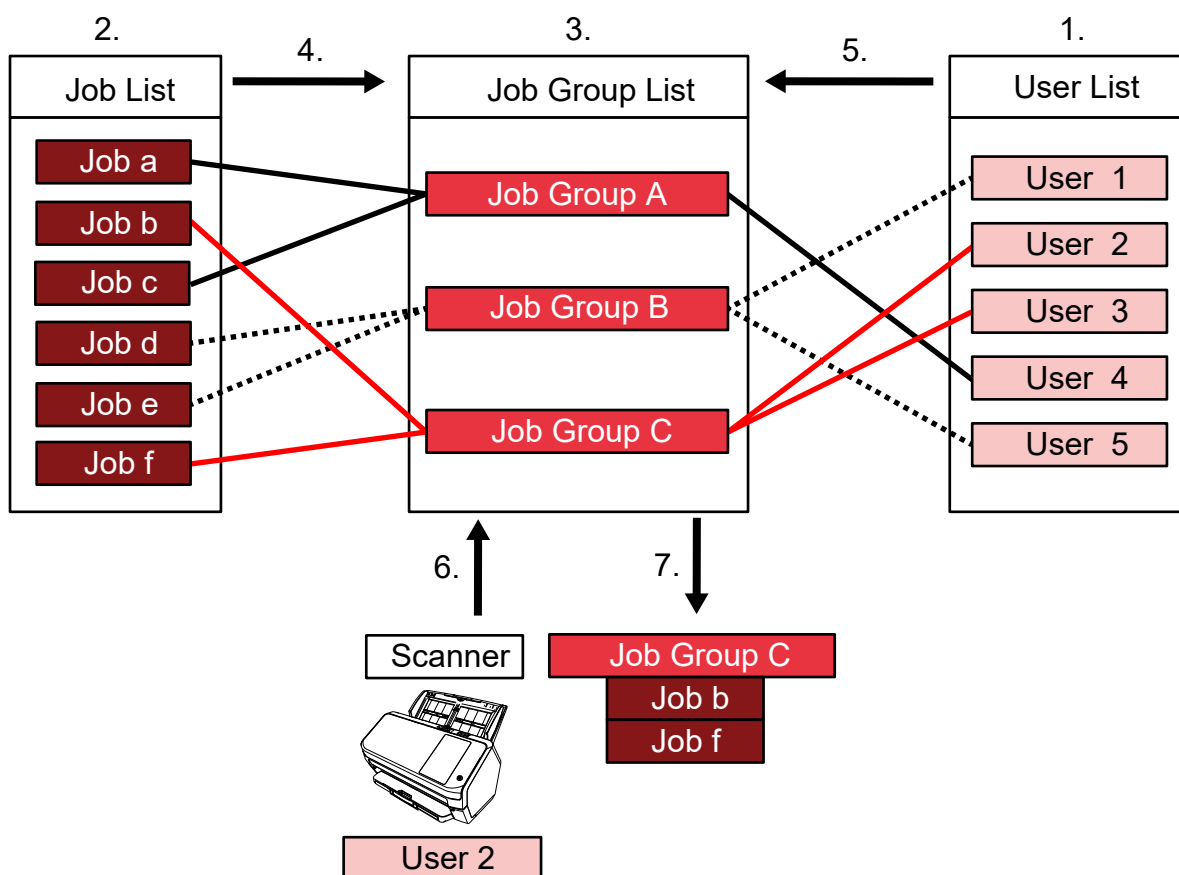 2.
4.
3.
5.
1.
Job List
Job Group List
User List
Job a
Job b
Job c
Job d
Job e
Job f
Job Group A
Job Group B
Job Group C
User 1
User 2
User 3
User 4
User 5
6.
7.
Scanner
Job Group C
Job b
Job f
User 2